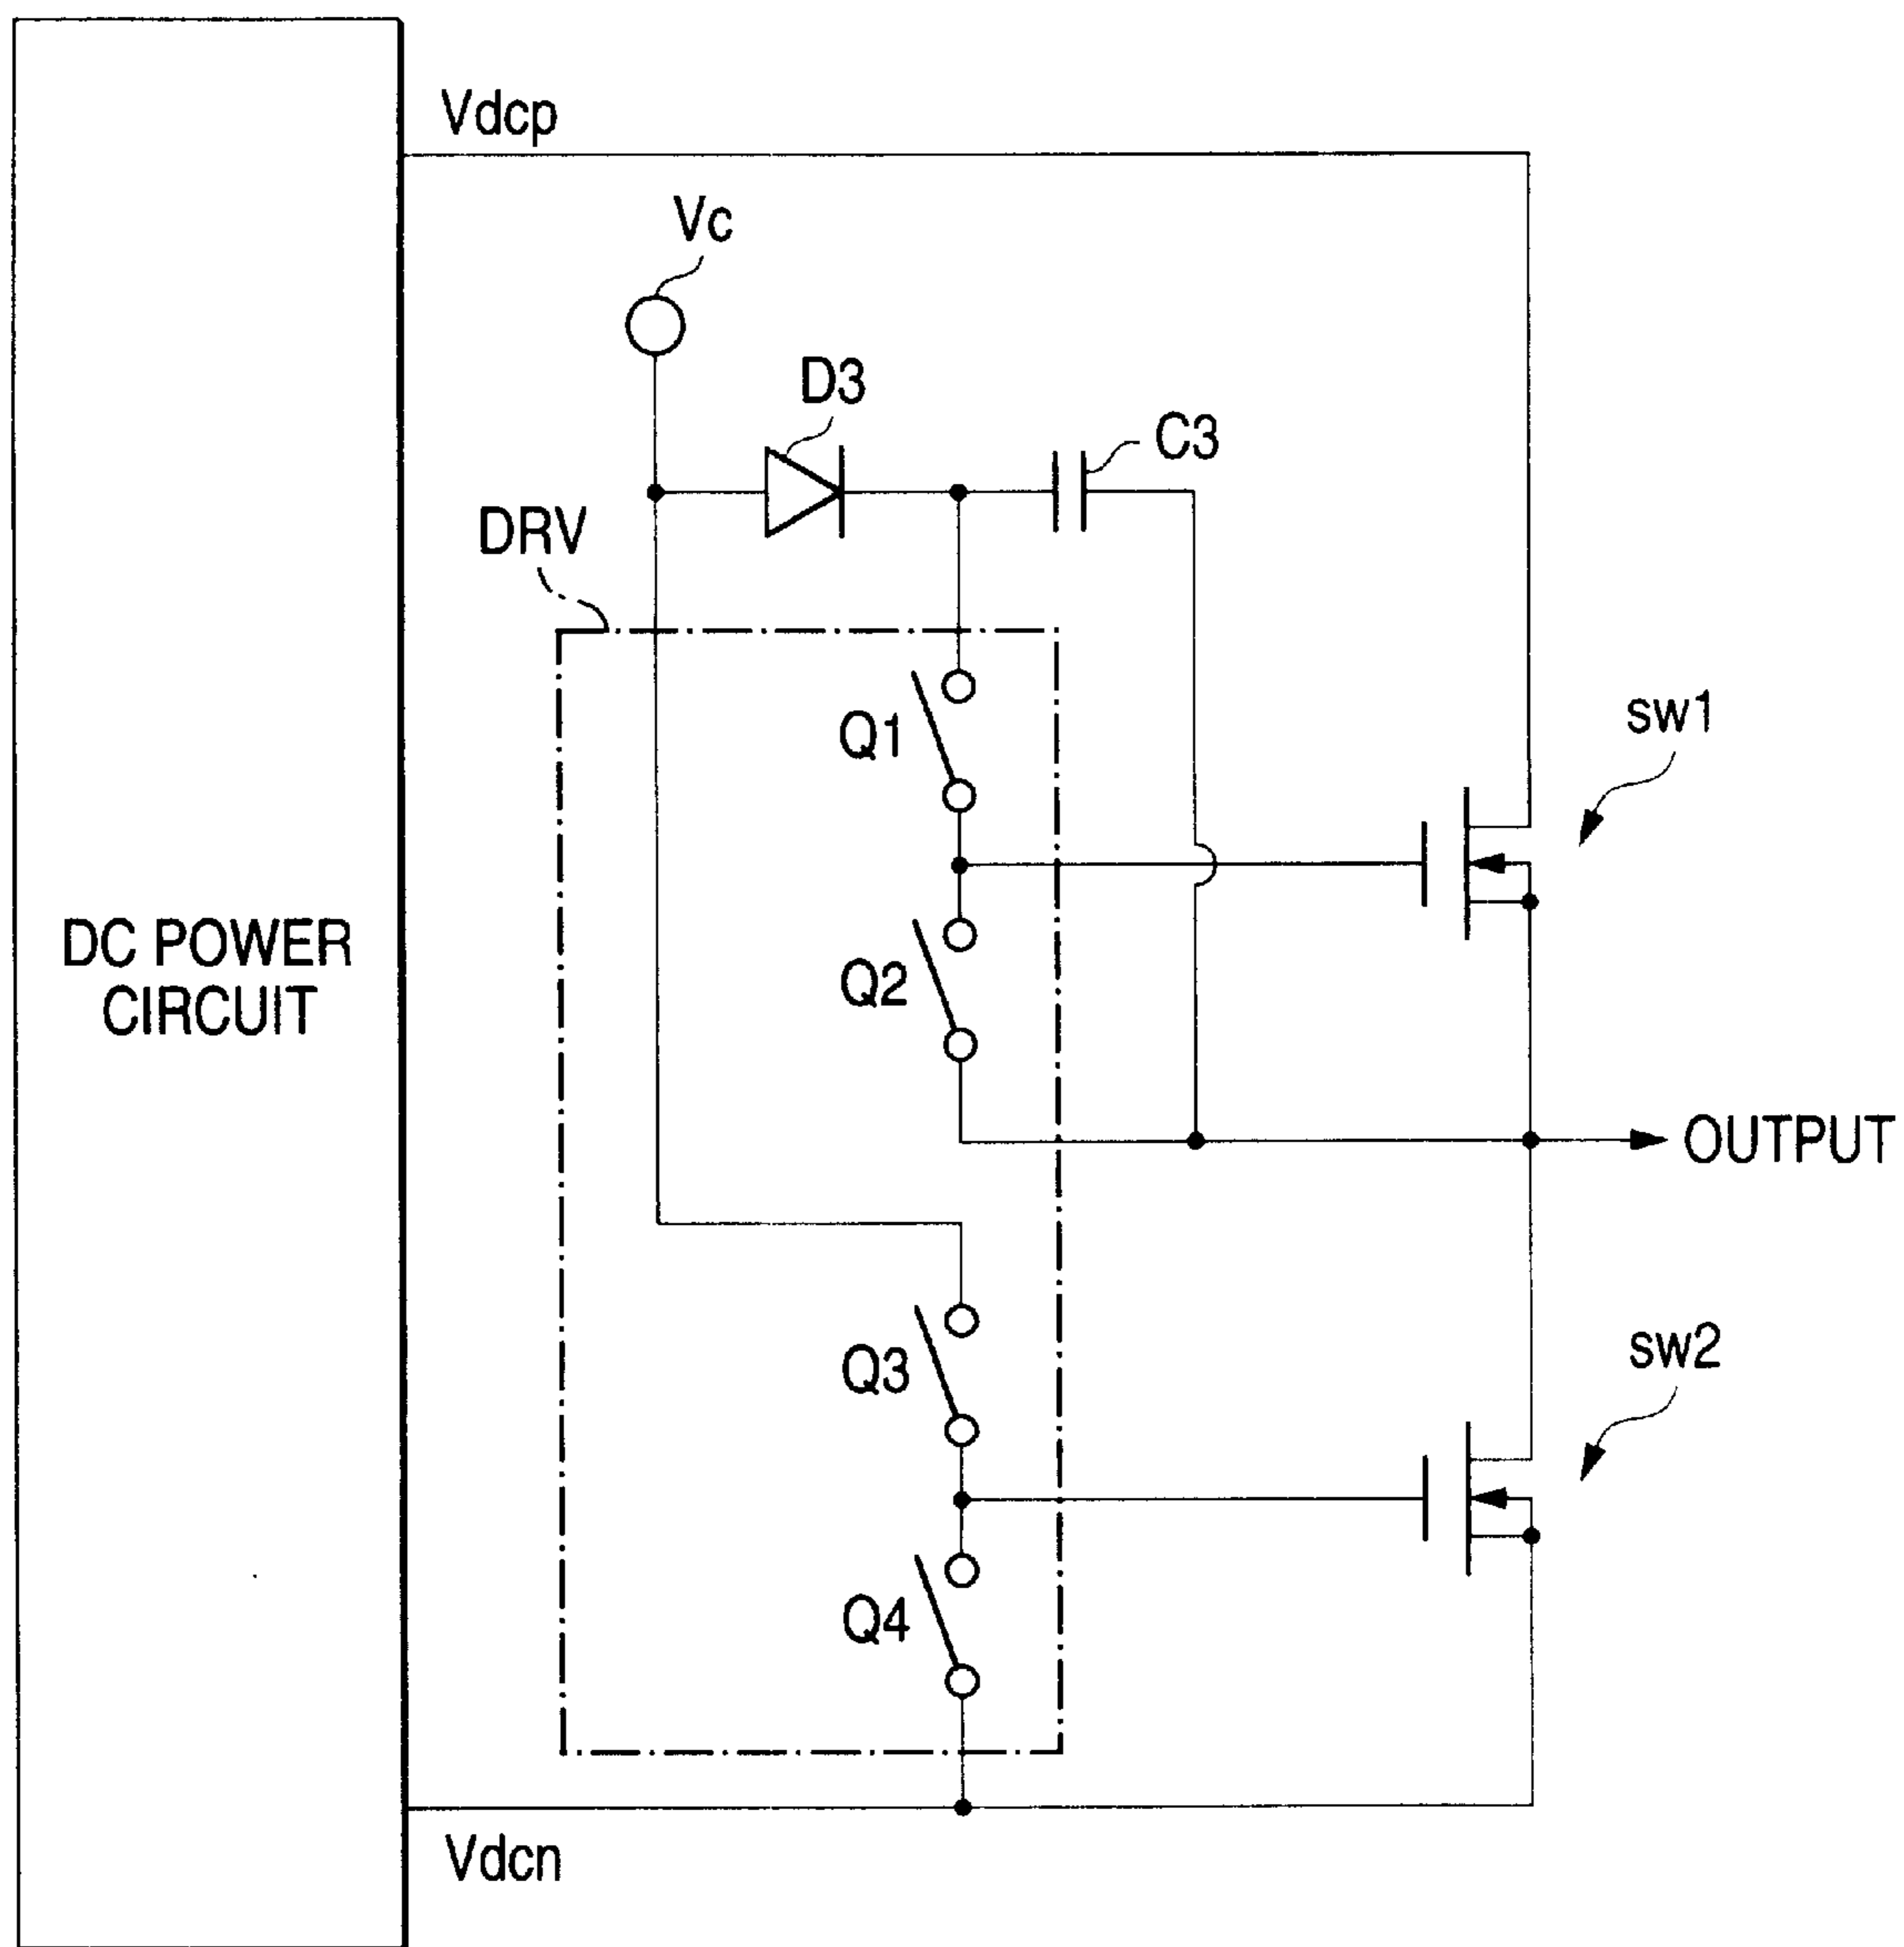 Vdcp
Vc
D3
C3
DRV
Q1
sw1
DC POWER
CIRCUIT
Q2
OUTPUT
Q3
sw2
Q4
Vdcn